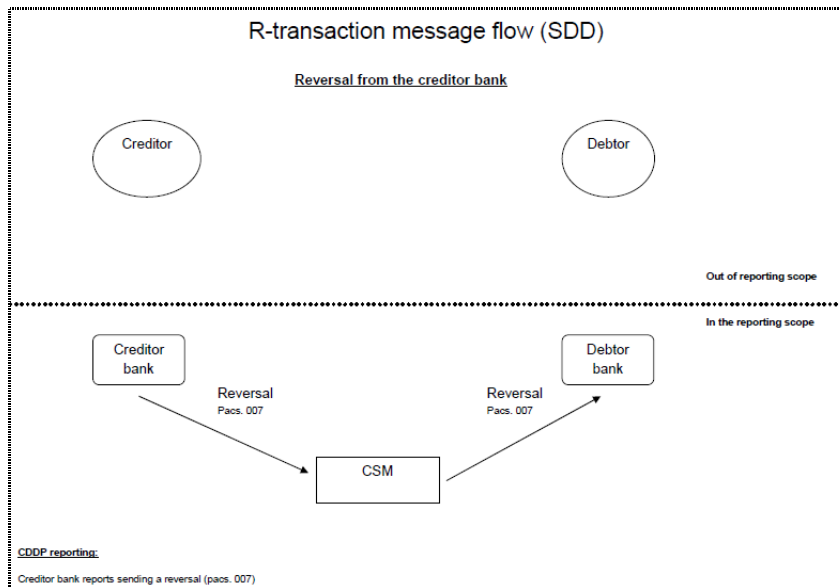 R-transaction message flow (SDD)
Reversal from the creditor bank
Creditor
Debtor
Out of reporting scope
In the reporting scope
Creditor
bank
Debtor
bank
Reversal
Pacs. 007
Reversal
Pacs. 007
CSM
CDDP reporting:
Creditor bank reports sending a reversal (pacs. 007)